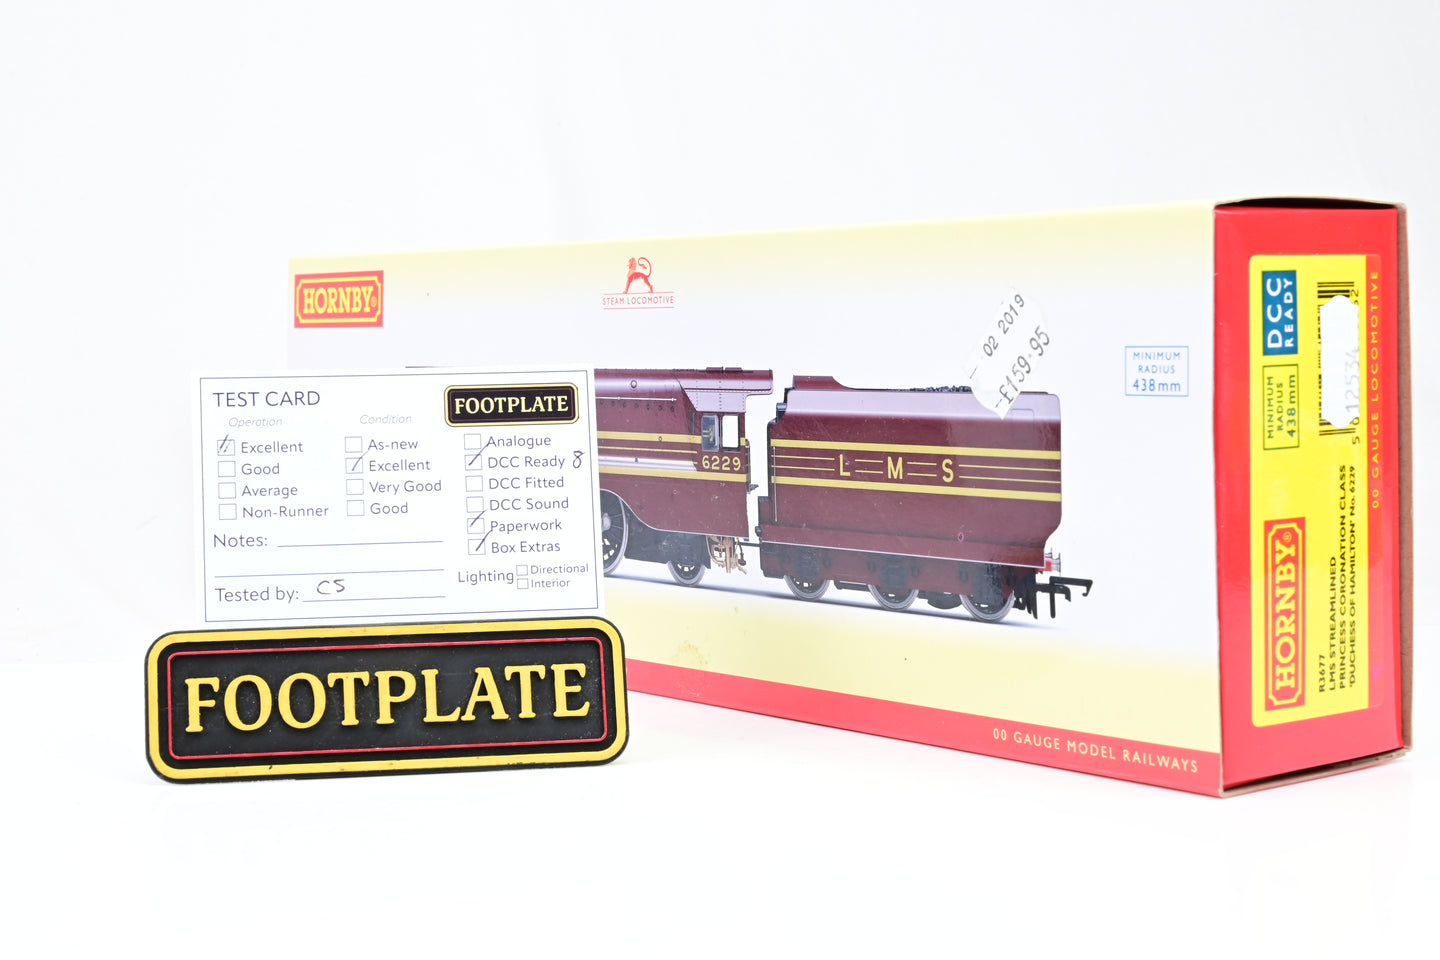 HORNBY®
STEAM LOCOMOTIVE
02 2019
£159.95
MINIMUM
RADIUS
438mm
6229
L M S
00 GAUGE MODEL RAILWAYS
TEST CARD
FOOTPLATE
Operation
Excellent
Good
Average
Non-Runner
Condition
As-new
Excellent
Very Good
Good
Analogue
DCC Ready 8
DCC Fitted
DCC Sound
Paperwork
Box Extras
Notes:
Lighting
Directional
Interior
Tested by: CS
FOOTPLATE
DCC
READY
MINIMUM
RADIUS
438mm
HORNBY®
R3677
LMS STREAMLINED
PRINCESS CORONATION CLASS
'DUCHESS OF HAMILTON' No. 6229
00 GAUGE LOCOMOTIVE